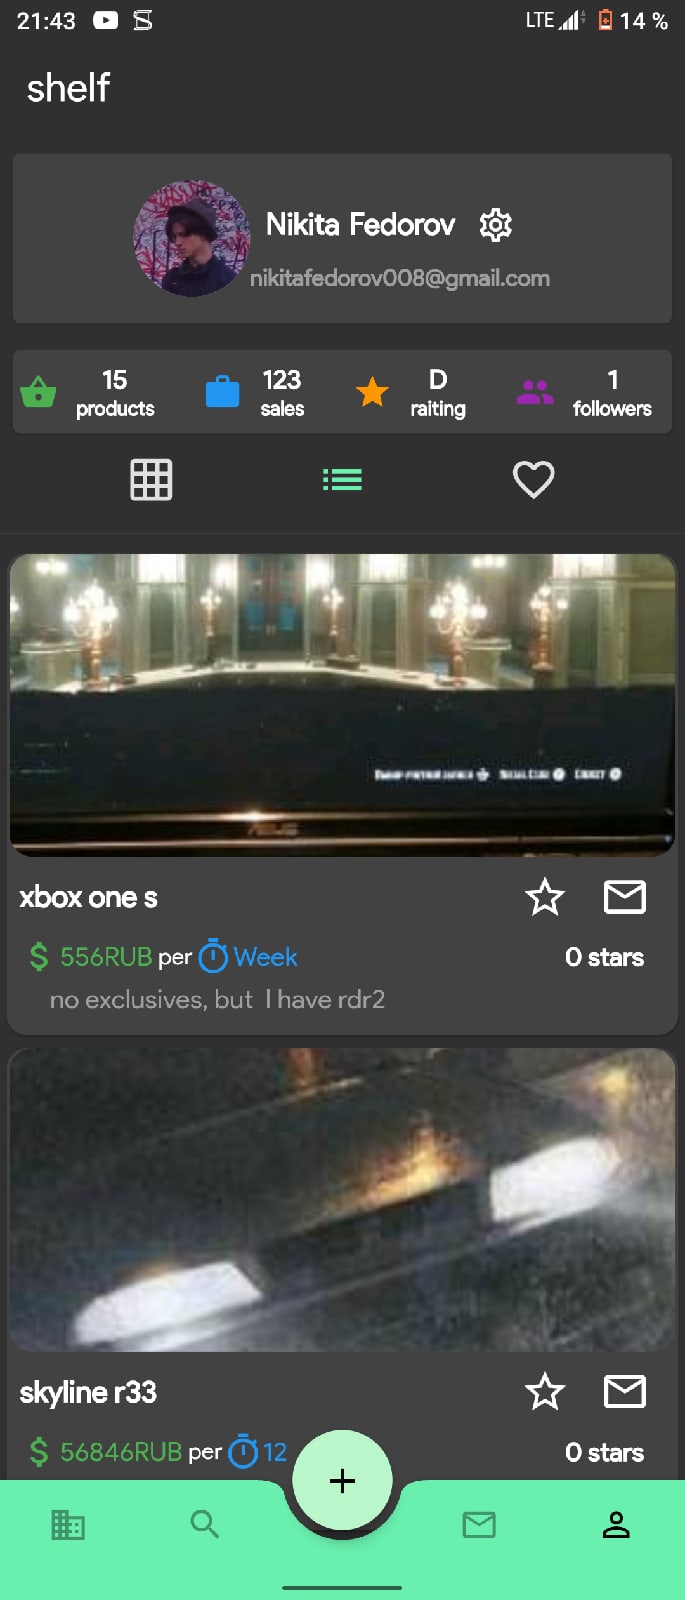 21:43
LTE 14 %
shelf
Nikita Fedorov
nikitafedorov008@gmail.com
15 123 D 1
products sales raiting followers
ASUS
xbox one s
$ 556RUB per Week 0 stars
no exclusives, but I have rdr2
skyline r33
$ 56846RUB per 12 0 stars
+